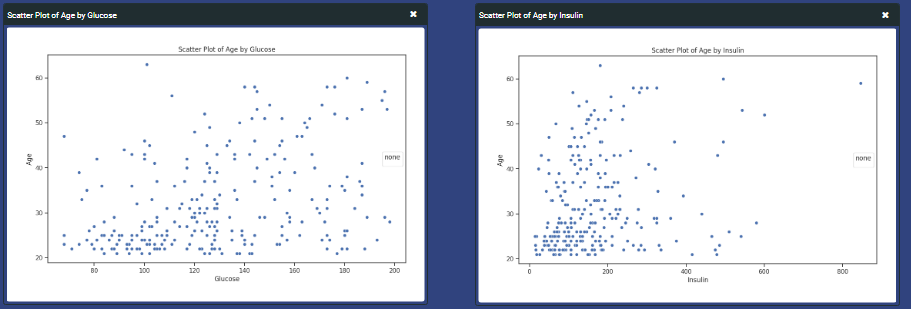 Scatter Plot of Age by Glucose ✖
Scatter Plot of Age by Glucose
60
50
40
30
20
Age
none
80 100 120 140 160 180 200
Glucose
Scatter Plot of Age by Insulin ✖
Scatter Plot of Age by Insulin
60
50
40
30
20
Age
none
0 200 400 600 800
Insulin